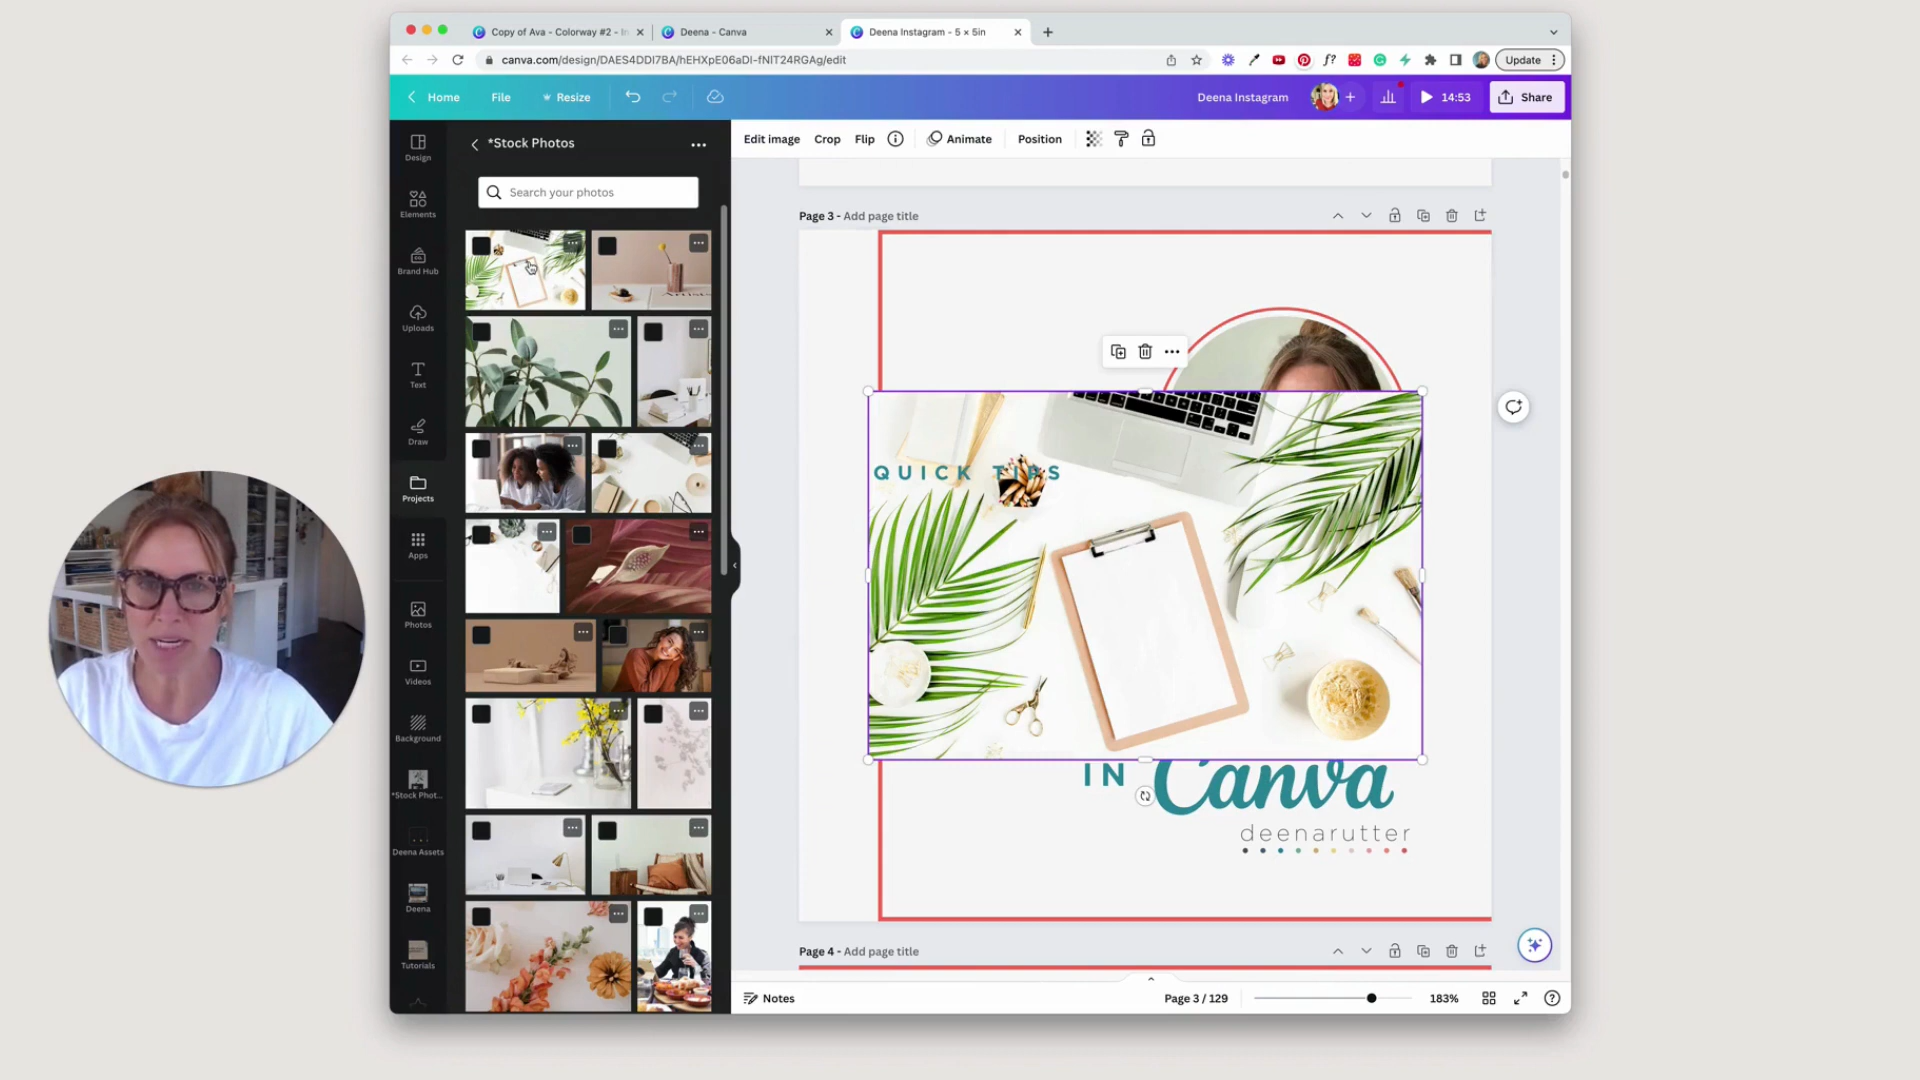 Copy of Ava - Colorway #2 - In
Deena - Canva
Deena Instagram - 5 × 5in
canva.com/design/DAES4DDI7BA/hEHXpE06aDI-fNIT24RGAg/edit
Update
Home
File
Resize
Deena Instagram
14:53
Share
Design
Elements
Brand Hub
Uploads
Text
Draw
Projects
Apps
Photos
Videos
Background
*Stock Phot...
Deena Assets
Deena
Tutorials
*Stock Photos
Search your photos
Edit image
Crop
Flip
Animate
Position
Page 3 - Add page title
QUICK TIPS
IN Canva
deenarutter
Page 4 - Add page title
Notes
Page 3 / 129
183%